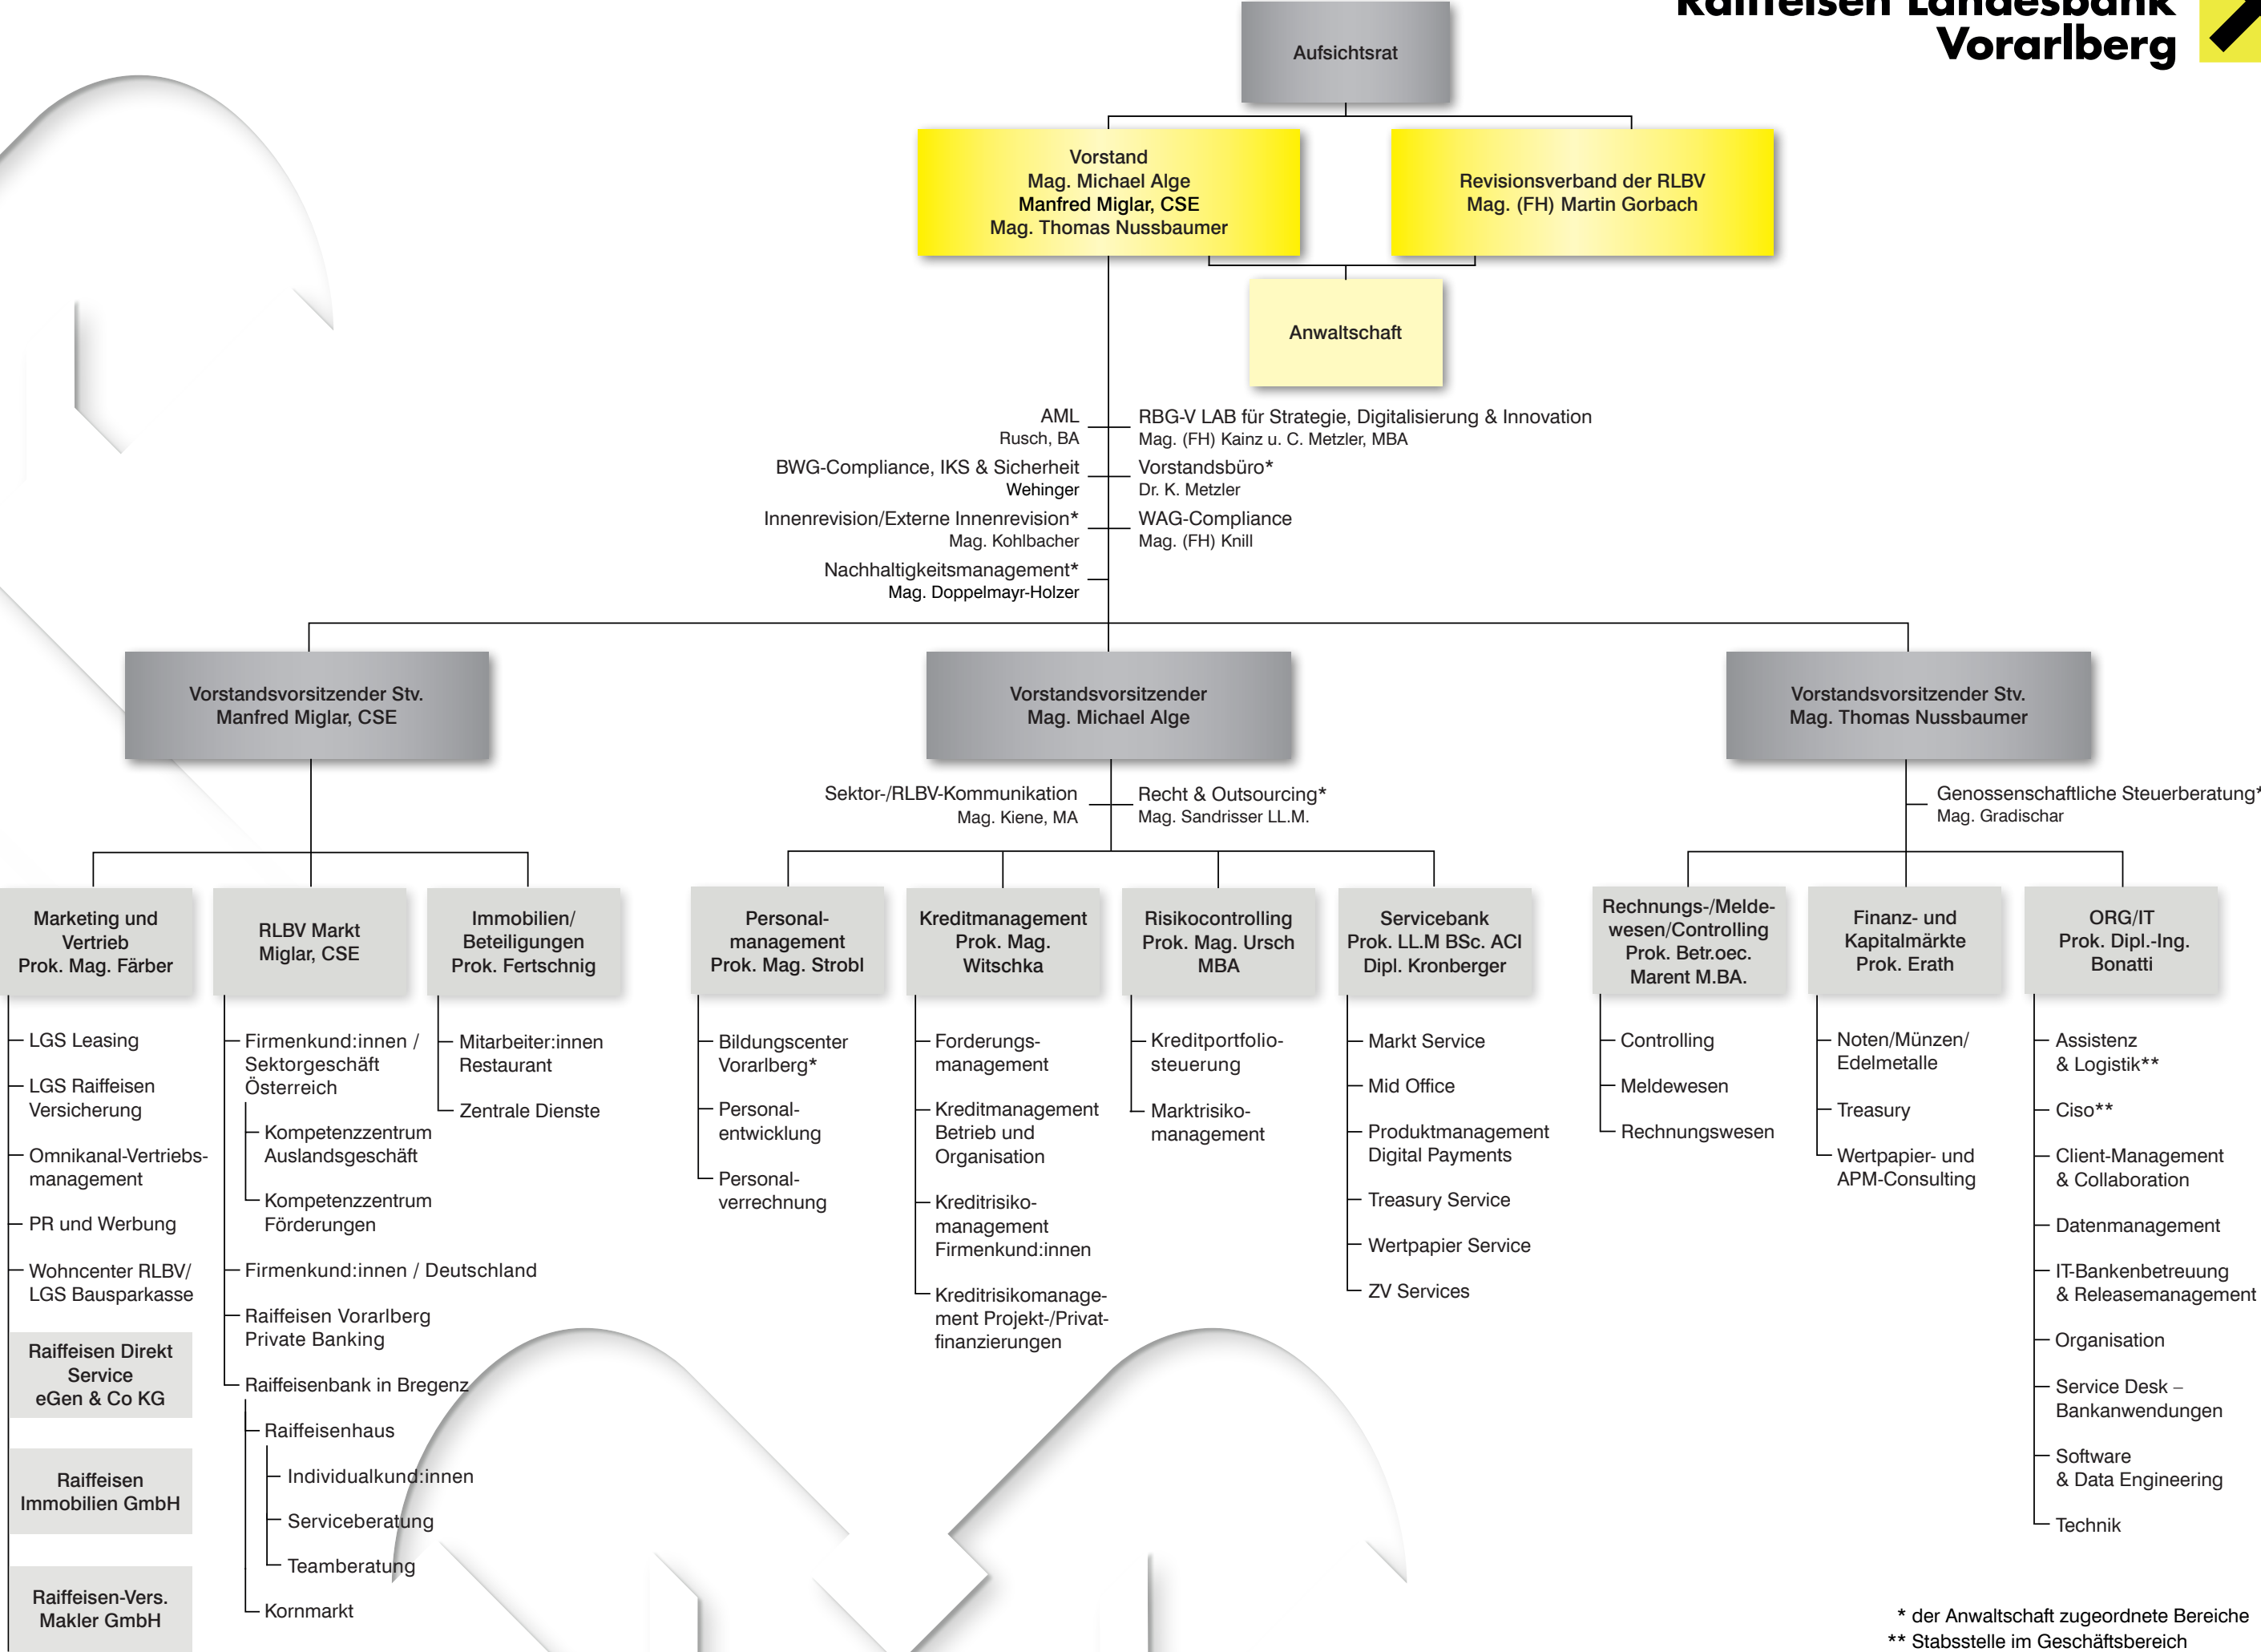 Raiffeisen Landesbank
Vorarlberg
Aufsichtsrat
Vorstand
Mag. Michael Alge
Manfred Miglar, CSE
Mag. Thomas Nussbaumer
Revisionsverband der RLBV
Mag. (FH) Martin Gorbach
Anwaltschaft
AML
Rusch, BA
RBG-V LAB für Strategie, Digitalisierung & Innovation
Mag. (FH) Kainz u. C. Metzler, MBA
BWG-Compliance, IKS & Sicherheit
Wehinger
Vorstandsbüro*
Dr. K. Metzler
Innenrevision/Externe Innenrevision*
Mag. Kohlbacher
WAG-Compliance
Mag. (FH) Knill
Nachhaltigkeitsmanagement*
Mag. Doppelmayr-Holzer
Vorstandsvorsitzender Stv.
Manfred Miglar, CSE
Vorstandsvorsitzender
Mag. Michael Alge
Vorstandsvorsitzender Stv.
Mag. Thomas Nussbaumer
Sektor-/RLBV-Kommunikation
Mag. Kiene, MA
Recht & Outsourcing*
Mag. Sandrisser LL.M.
Genossenschaftliche Steuerberatung*
Mag. Gradischar
Marketing und
Vertrieb
Prok. Mag. Färber
LGS Leasing
LGS Raiffeisen
Versicherung
Omnikanal-Vertriebs-
management
PR und Werbung
Wohncenter RLBV/
LGS Bausparkasse
Raiffeisen Direkt
Service
eGen & Co KG
Raiffeisen
Immobilien GmbH
Raiffeisen-Vers.
Makler GmbH
RLBV Markt
Miglar, CSE
Firmenkund:innen /
Sektorgeschäft
Österreich
Kompetenzzentrum
Auslandsgeschäft
Kompetenzzentrum
Förderungen
Firmenkund:innen / Deutschland
Raiffeisen Vorarlberg
Private Banking
Raiffeisenbank in Bregenz
Raiffeisenhaus
Individualkund:innen
Serviceberatung
Teamberatung
Kornmarkt
Immobilien/
Beteiligungen
Prok. Fertschnig
Mitarbeiter:innen
Restaurant
Zentrale Dienste
Personal-
management
Prok. Mag. Strobl
Bildungscenter
Vorarlberg*
Personal-
entwicklung
Personal-
verrechnung
Kreditmanagement
Prok. Mag.
Witschka
Forderungs-
management
Kreditmanagement
Betrieb und
Organisation
Kreditrisiko-
management
Firmenkund:innen
Kreditrisikomanage-
ment Projekt-/Privat-
finanzierungen
Risikocontrolling
Prok. Mag. Ursch
MBA
Kreditportfolio-
steuerung
Marktrisiko-
management
Servicebank
Prok. LL.M BSc. ACI
Dipl. Kronberger
Markt Service
Mid Office
Produktmanagement
Digital Payments
Treasury Service
Wertpapier Service
ZV Services
Rechnungs-/Melde-
wesen/Controlling
Prok. Betr.oec.
Marent M.BA.
Controlling
Meldewesen
Rechnungswesen
Finanz- und
Kapitalmärkte
Prok. Erath
Noten/Münzen/
Edelmetalle
Treasury
Wertpapier- und
APM-Consulting
ORG/IT
Prok. Dipl.-Ing.
Bonatti
Assistenz
& Logistik**
Ciso**
Client-Management
& Collaboration
Datenmanagement
IT-Bankenbetreuung
& Releasemanagement
Organisation
Service Desk –
Bankanwendungen
Software
& Data Engineering
Technik
* der Anwaltschaft zugeordnete Bereiche
** Stabsstelle im Geschäftsbereich